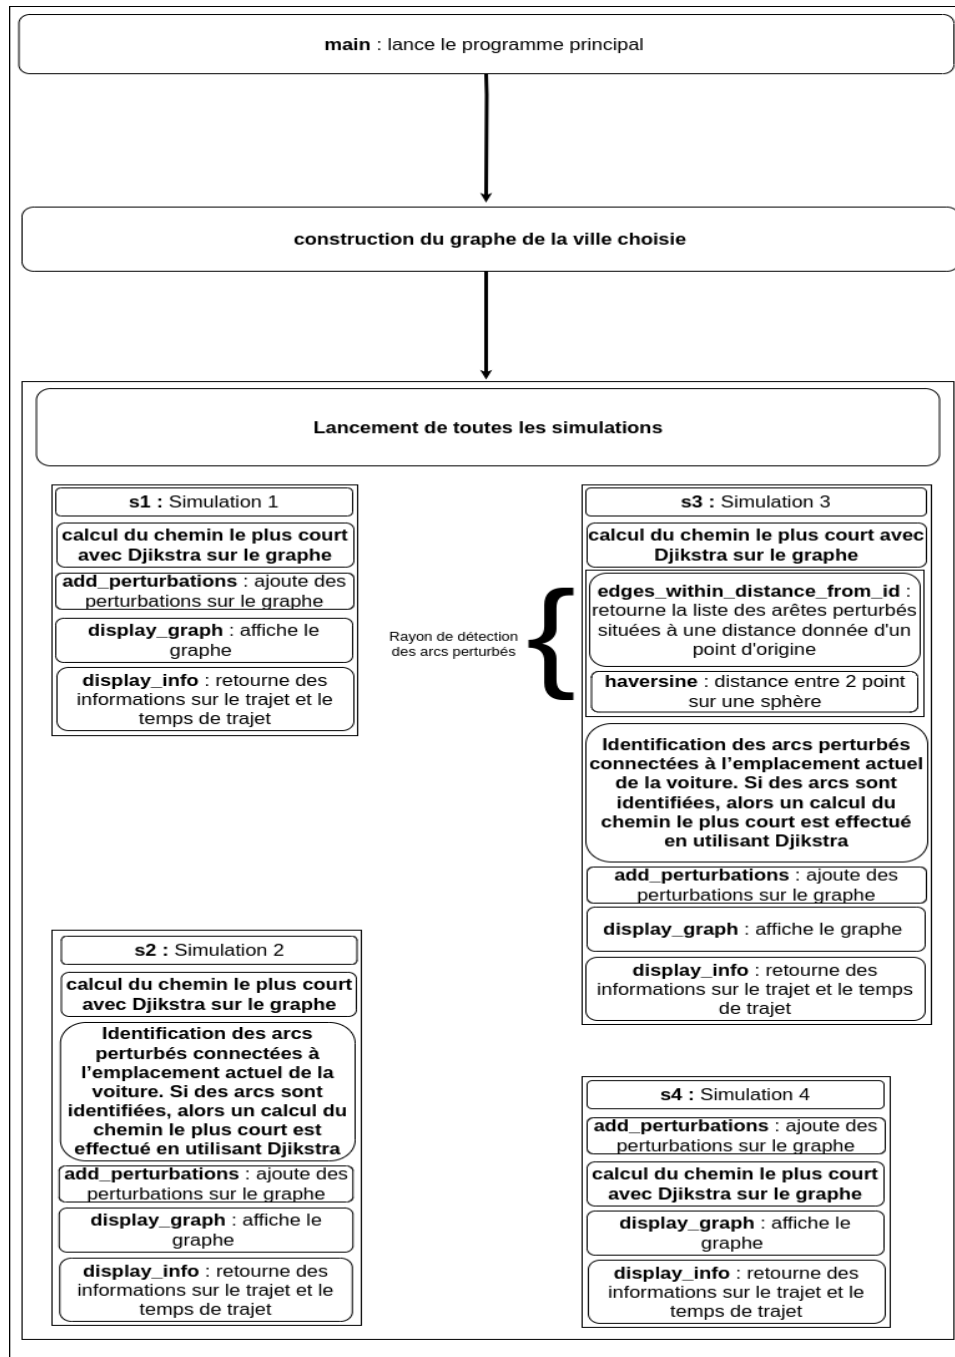 main : lance le programme principal
construction du graphe de la ville choisie
Lancement de toutes les simulations
s1 : Simulation 1
calcul du chemin le plus court
avec Djikstra sur le graphe
add_perturbations : ajoute des
perturbations sur le graphe
display_graph : affiche le
graphe
display_info : retourne des
informations sur le trajet et le
temps de trajet
s2 : Simulation 2
calcul du chemin le plus court
avec Djikstra sur le graphe
Identification des arcs
perturbés connectées à
l’emplacement actuel de la
voiture. Si des arcs sont
identifiées, alors un calcul du
chemin le plus court est
effectué en utilisant Djikstra
add_perturbations : ajoute des
perturbations sur le graphe
display_graph : affiche le
graphe
display_info : retourne des
informations sur le trajet et le
temps de trajet
s3 : Simulation 3
calcul du chemin le plus court avec
Djikstra sur le graphe
Rayon de détection
des arcs perturbés
{
edges_within_distance_from_id :
retourne la liste des arêtes perturbés
situées à une distance donnée d'un
point d'origine
haversine : distance entre 2 point
sur une sphère
Identification des arcs perturbés
connectées à l’emplacement actuel
de la voiture. Si des arcs sont
identifiées, alors un calcul du
chemin le plus court est effectué
en utilisant Djikstra
add_perturbations : ajoute des
perturbations sur le graphe
display_graph : affiche le graphe
display_info : retourne des
informations sur le trajet et le temps
de trajet
s4 : Simulation 4
add_perturbations : ajoute des
perturbations sur le graphe
calcul du chemin le plus court
avec Djikstra sur le graphe
display_graph : affiche le
graphe
display_info : retourne des
informations sur le trajet et le
temps de trajet